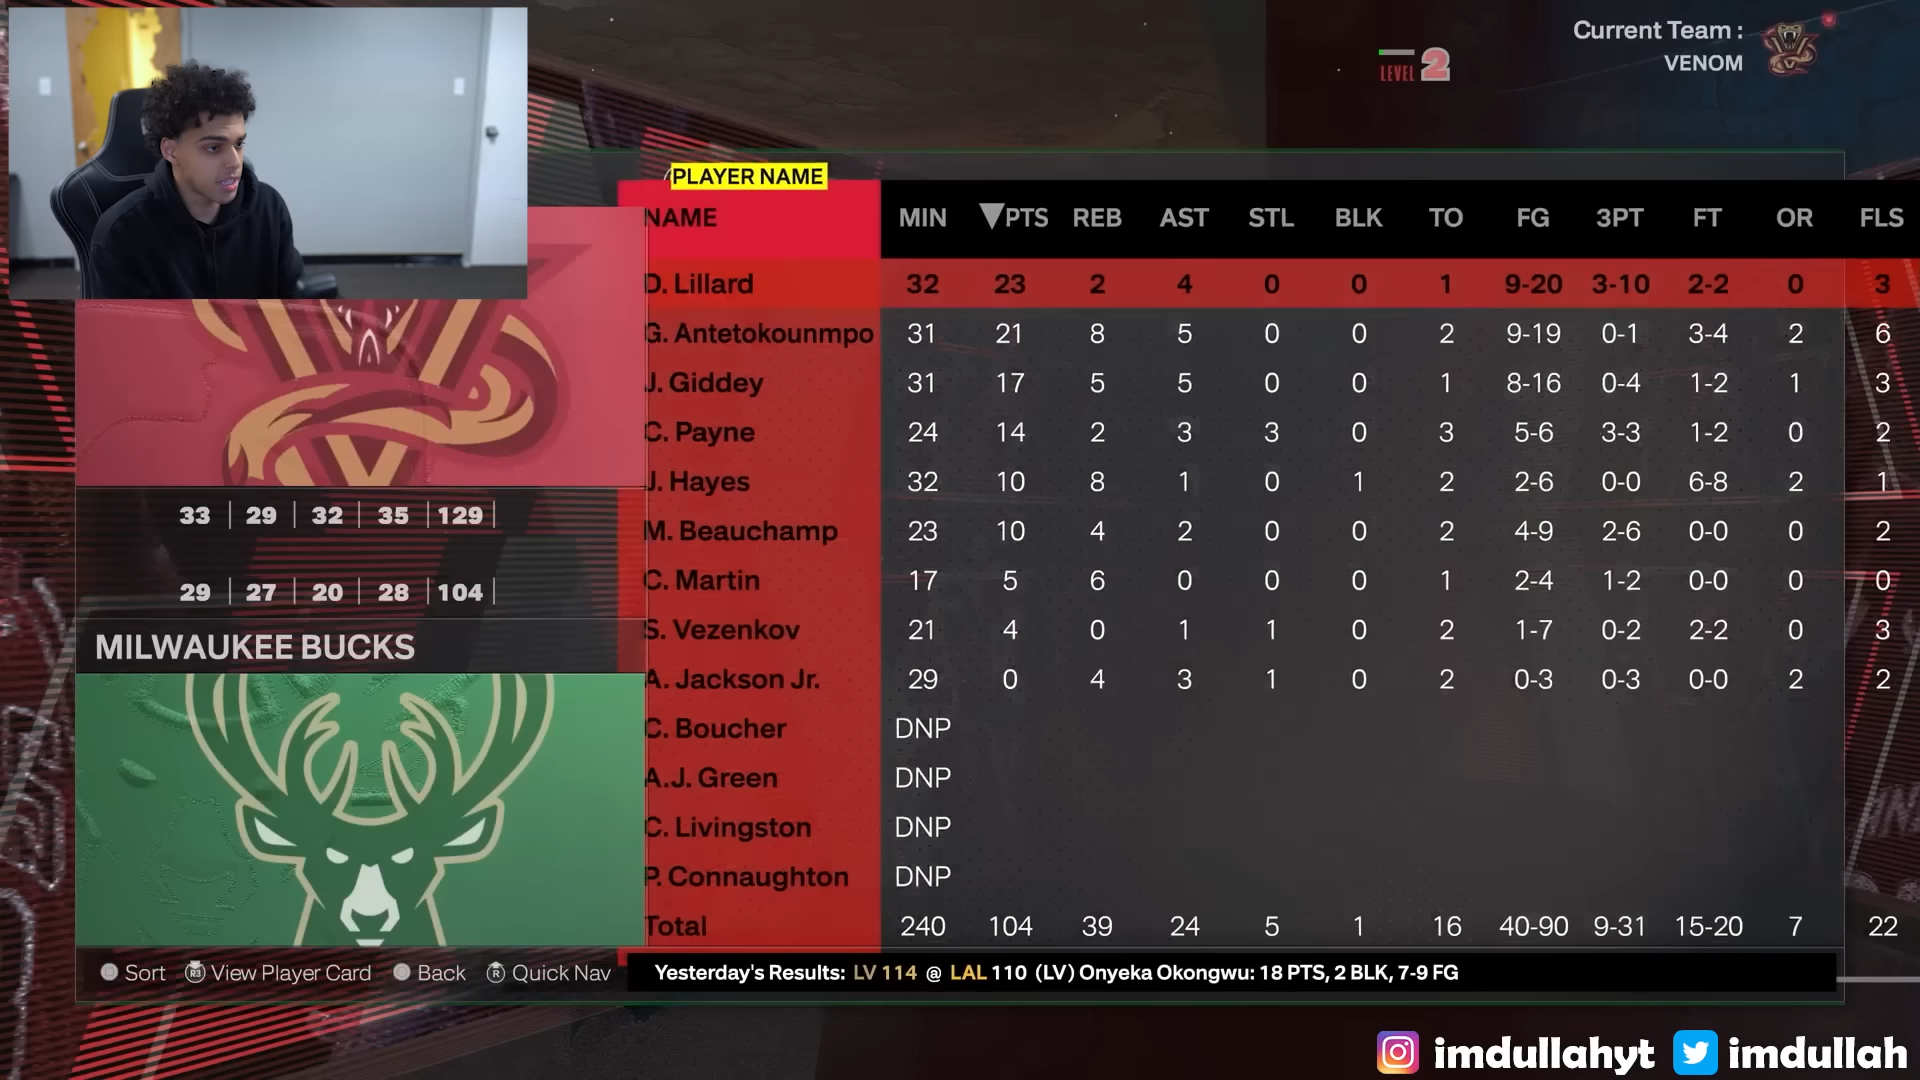 Current Team :
VENOM
LEVEL 2
PLAYER NAME
NAME MIN PTS REB AST STL BLK TO FG 3PT FT OR FLS
D. Lillard 32 23 2 4 0 0 1 9-20 3-10 2-2 0 3
G. Antetokounmpo 31 21 8 5 0 0 2 9-19 0-1 3-4 2 6
J. Giddey 31 17 5 5 0 0 1 8-16 0-4 1-2 1 3
C. Payne 24 14 2 3 3 0 3 5-6 3-3 1-2 0 2
J. Hayes 32 10 8 1 0 1 2 2-6 0-0 6-8 2 1
M. Beauchamp 23 10 4 2 0 0 2 4-9 2-6 0-0 0 2
C. Martin 17 5 6 0 0 0 1 2-4 1-2 0-0 0 0
S. Vezenkov 21 4 0 1 1 0 2 1-7 0-2 2-2 0 3
A. Jackson Jr. 29 0 4 3 1 0 2 0-3 0-3 0-0 2 2
C. Boucher DNP
A.J. Green DNP
C. Livingston DNP
P. Connaughton DNP
Total 240 104 39 24 5 1 16 40-90 9-31 15-20 7 22
33 29 32 35 129
29 27 20 28 104
MILWAUKEE BUCKS
Sort R3 View Player Card Back R Quick Nav
Yesterday's Results: LV 114 @ LAL 110 (LV) Onyeka Okongwu: 18 PTS, 2 BLK, 7-9 FG
imdullahyt imdullah